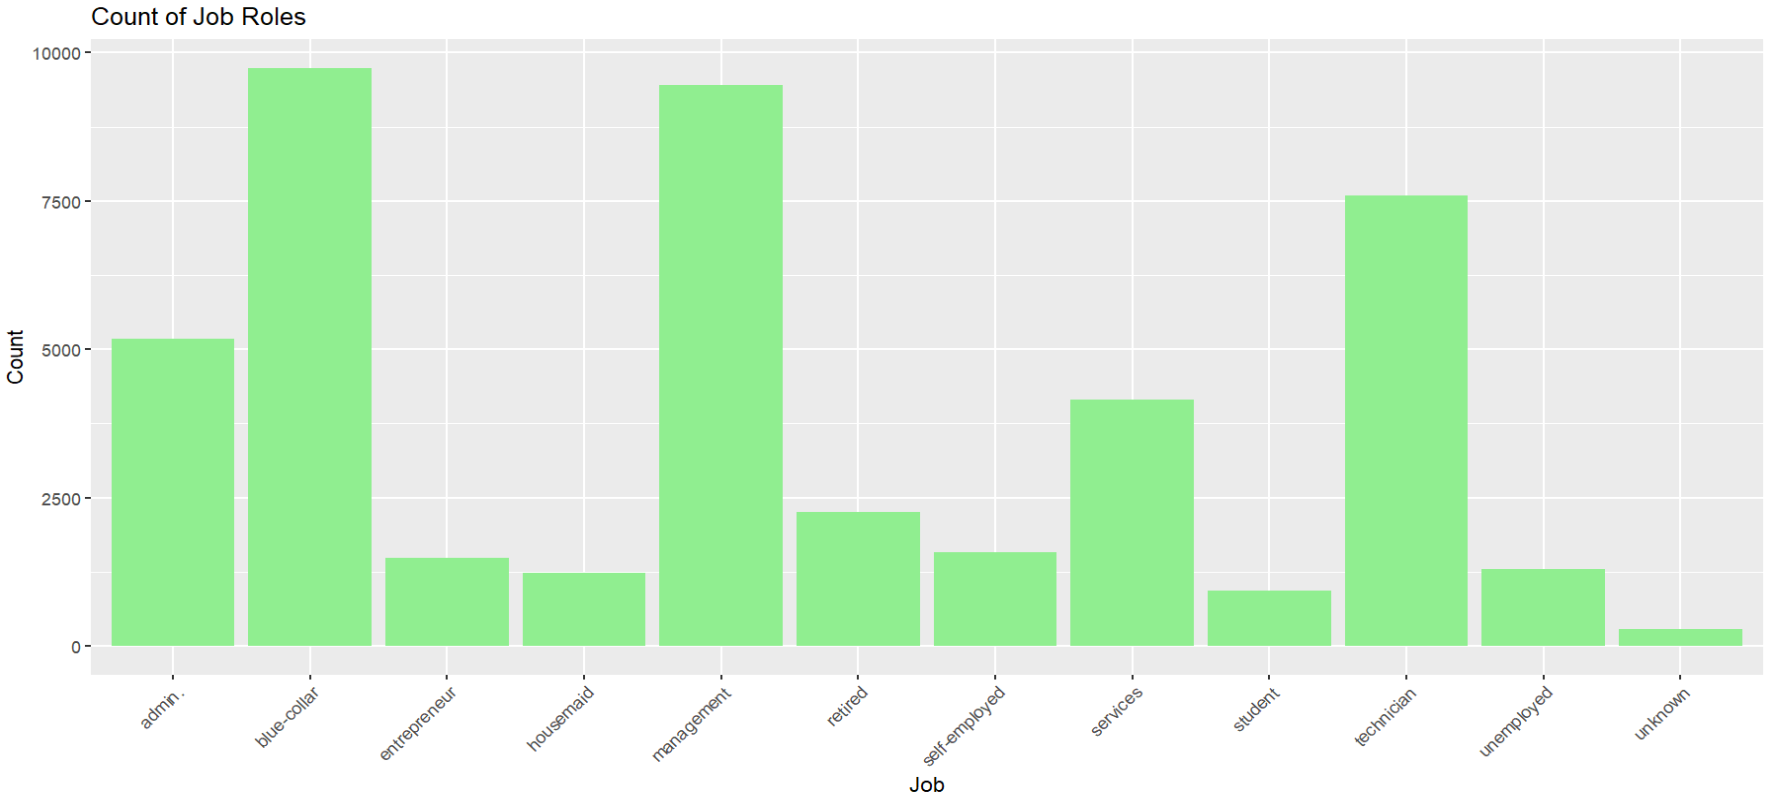 Count of Job Roles
10000
7500
5000
2500
0
Count
admin.
blue-collar
entrepreneur
housemaid
management
retired
self-employed
services
student
technician
unemployed
unknown
Job